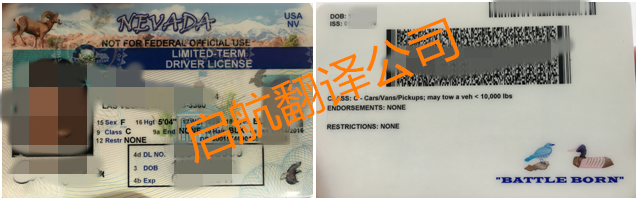 NEVADA
USA
NV
NOT FOR FEDERAL OFFICIAL USE
LIMITED-TERM
DRIVER LICENSE
15 Sex F 16 Hgt 5'04"
9 Class C 9a End
12 Restr NONE
4d DL NO.
3 DOB
4b Exp
启航翻译公司
DOB:
ISS:
CLASS: C - Cars/Vans/Pickups; may tow a veh < 10,000 lbs
ENDORSEMENTS: NONE
RESTRICTIONS: NONE
"BATTLE BORN"